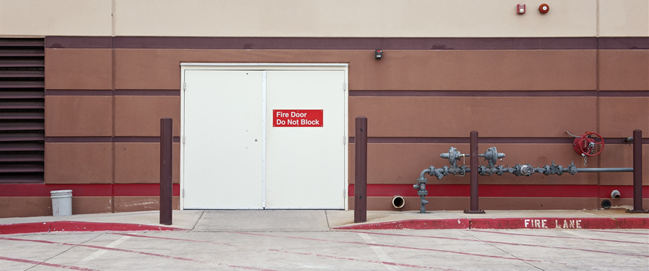 Fire Door
Do Not Block
FIRE LANE